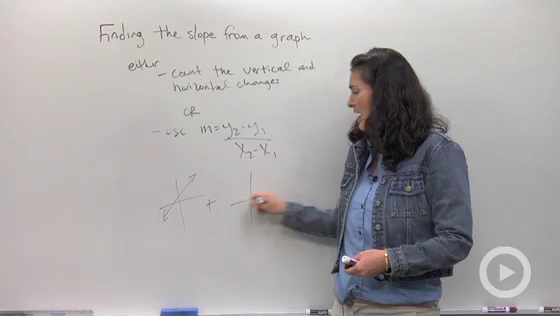 Finding the slope from a graph
either - count the vertical and
horizontal changes
OR
- use m = y₂-y₁
x₂-x₁
+